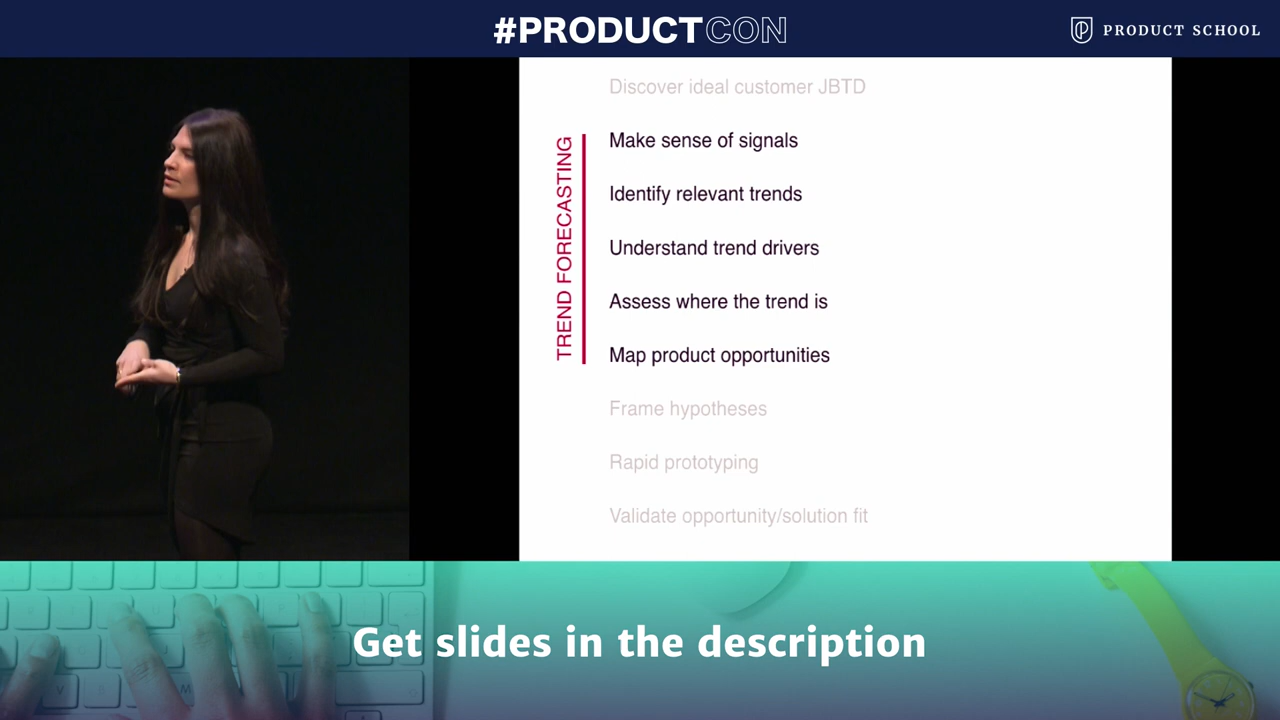 #PRODUCTCON
PRODUCT SCHOOL
Discover ideal customer JBTD
TREND FORECASTING
Make sense of signals
Identify relevant trends
Understand trend drivers
Assess where the trend is
Map product opportunities
Frame hypotheses
Rapid prototyping
Validate opportunity/solution fit
Get slides in the description